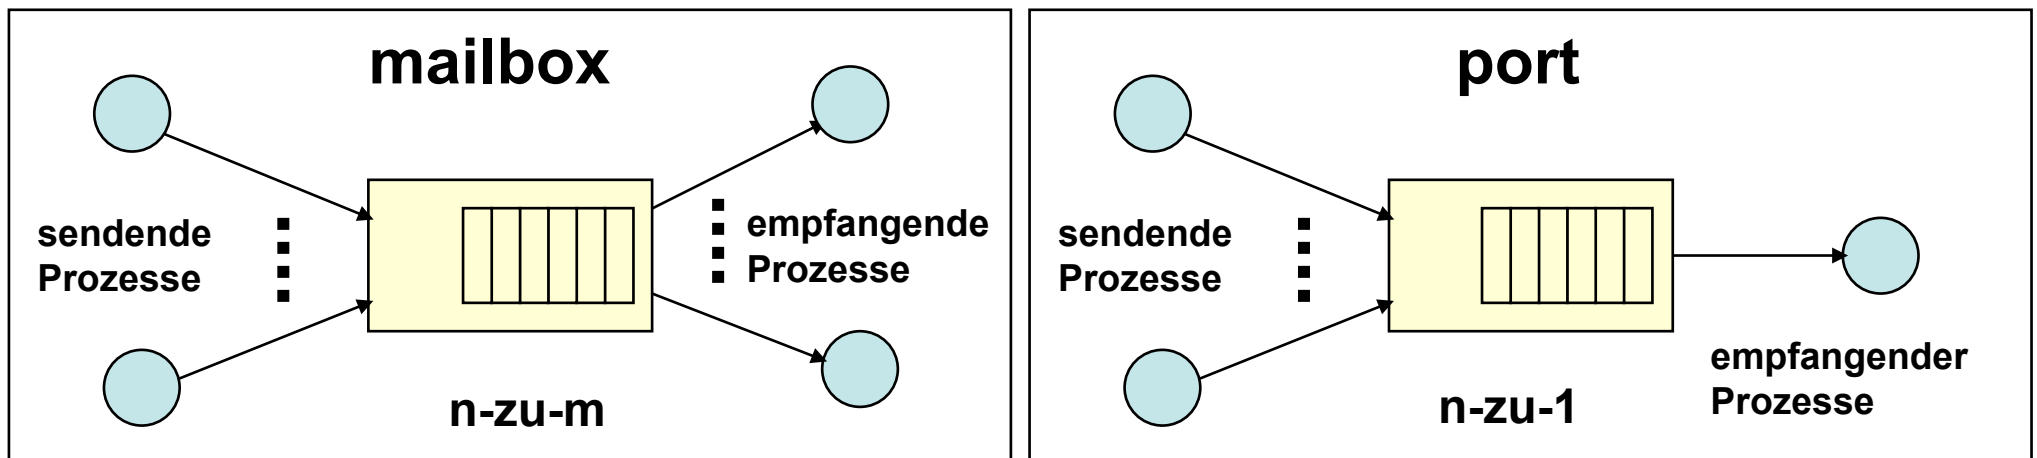 mailbox
sendende
Prozesse
empfangende
Prozesse
n-zu-m
port
sendende
Prozesse
empfangender
Prozesse
n-zu-1